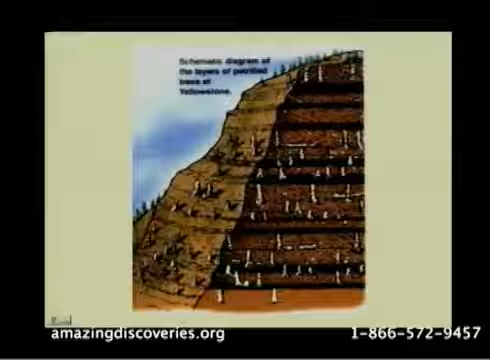 Schematic diagram of
the layers of petrified
trees at
Yellowstone.
amazingdiscoveries.org
1-866-572-9457